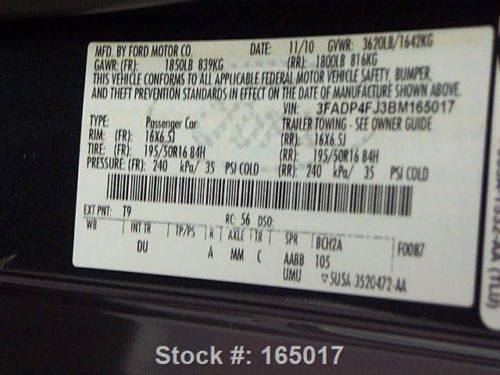 MFD. BY FORD MOTOR CO. DATE: 11/10 GVWR: 3620LB/1642KG
GAWR: (FR): 1850LB 839KG (RR): 1800LB 816KG
THIS VEHICLE CONFORMS TO ALL APPLICABLE FEDERAL MOTOR VEHICLE SAFETY, BUMPER,
AND THEFT PREVENTION STANDARDS IN EFFECT ON THE DATE OF MANUFACTURE SHOWN ABOVE.
VIN: 3FADP4FJ3BM165017
TYPE: Passenger Car TRAILER TOWING - SEE OWNER GUIDE
RIM: (FR): 16X6.5J (RR): 16X6.5J
TIRE: (FR): 195/50R16 84H (RR): 195/50R16 84H
PRESSURE: (FR): 240 kPa/ 35 PSI COLD (RR): 240 kPa/ 35 PSI COLD
EXT PNT: T9 RC: 56 DSO:
WB INT TR TP/PS R AXLE TR SPR BCH2A F0087
DU A MM C AABB 105
UMU ▽5USA 3520472-AA
Stock #: 165017